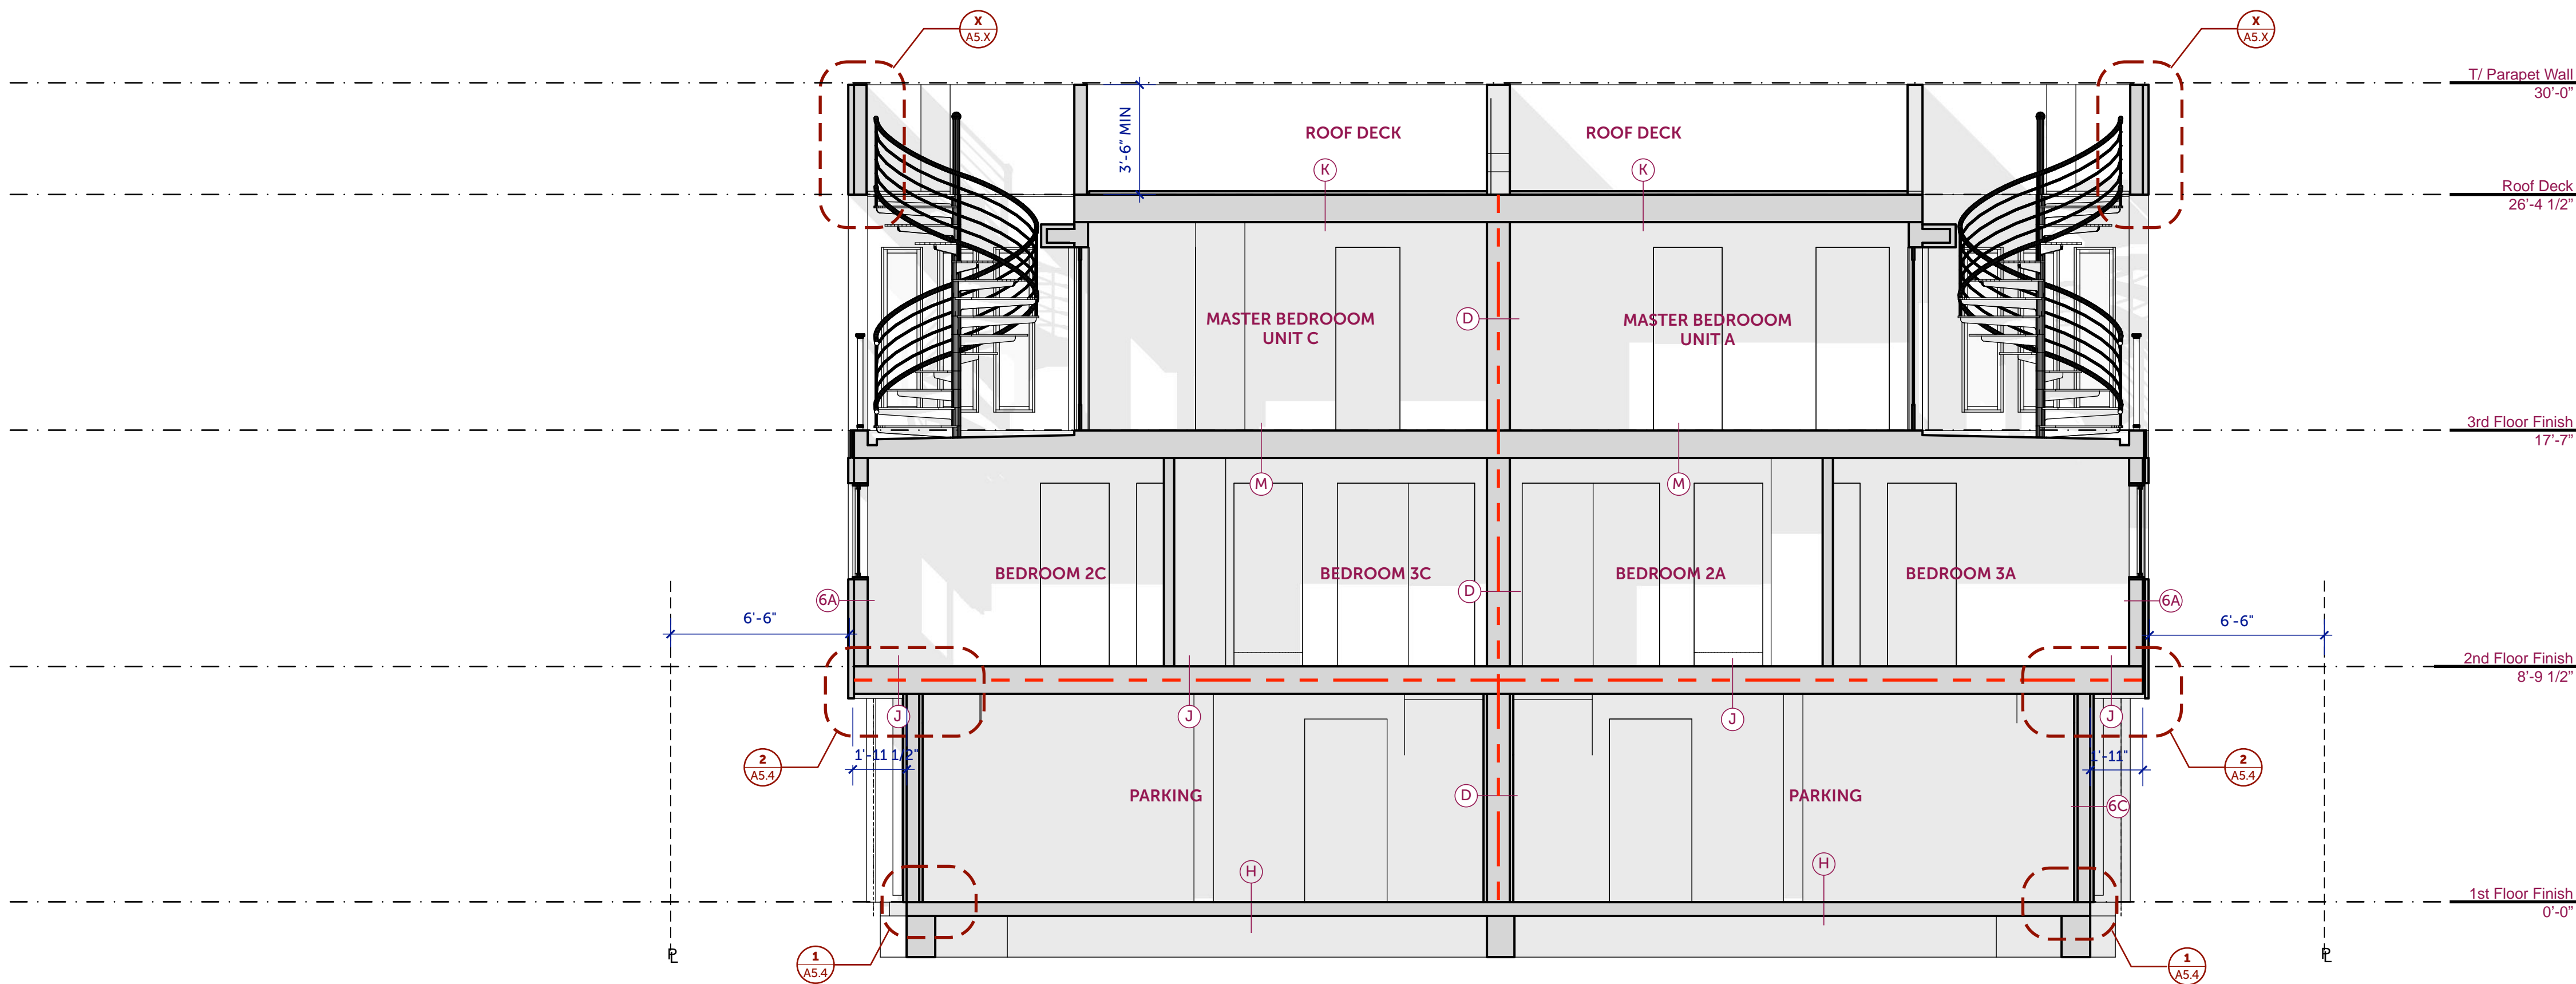 X
A5.X
X
A5.X
T/ Parapet Wall
30'-0"
3'-6" MIN
ROOF DECK
ROOF DECK
K
K
Roof Deck
26'-4 1/2"
MASTER BEDROOOM
UNIT C
D
MASTER BEDROOOM
UNIT A
3rd Floor Finish
17'-7"
M
M
BEDROOM 2C
BEDROOM 3C
BEDROOM 2A
BEDROOM 3A
D
6A
6A
6'-6"
6'-6"
2nd Floor Finish
8'-9 1/2"
J
J
J
J
2
A5.4
1'-11 1/2"
1'-11"
2
A5.4
PARKING
D
PARKING
6C
H
H
1st Floor Finish
0'-0"
PL
PL
1
A5.4
1
A5.4